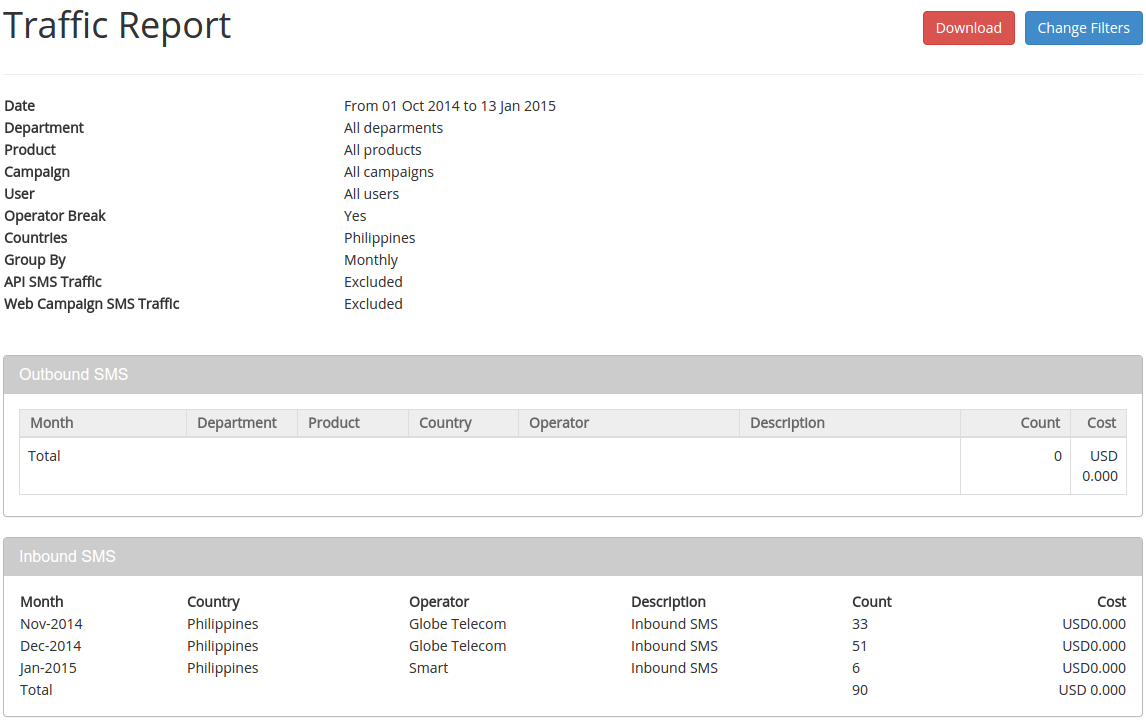 Traffic Report
Download Change Filters
Date From 01 Oct 2014 to 13 Jan 2015
Department All deparments
Product All products
Campaign All campaigns
User All users
Operator Break Yes
Countries Philippines
Group By Monthly
API SMS Traffic Excluded
Web Campaign SMS Traffic Excluded
Outbound SMS
Month Department Product Country Operator Description Count Cost
Total 0 USD
0.000
Inbound SMS
Month Country Operator Description Count Cost
Nov-2014 Philippines Globe Telecom Inbound SMS 33 USD0.000
Dec-2014 Philippines Globe Telecom Inbound SMS 51 USD0.000
Jan-2015 Philippines Smart Inbound SMS 6 USD0.000
Total 90 USD 0.000